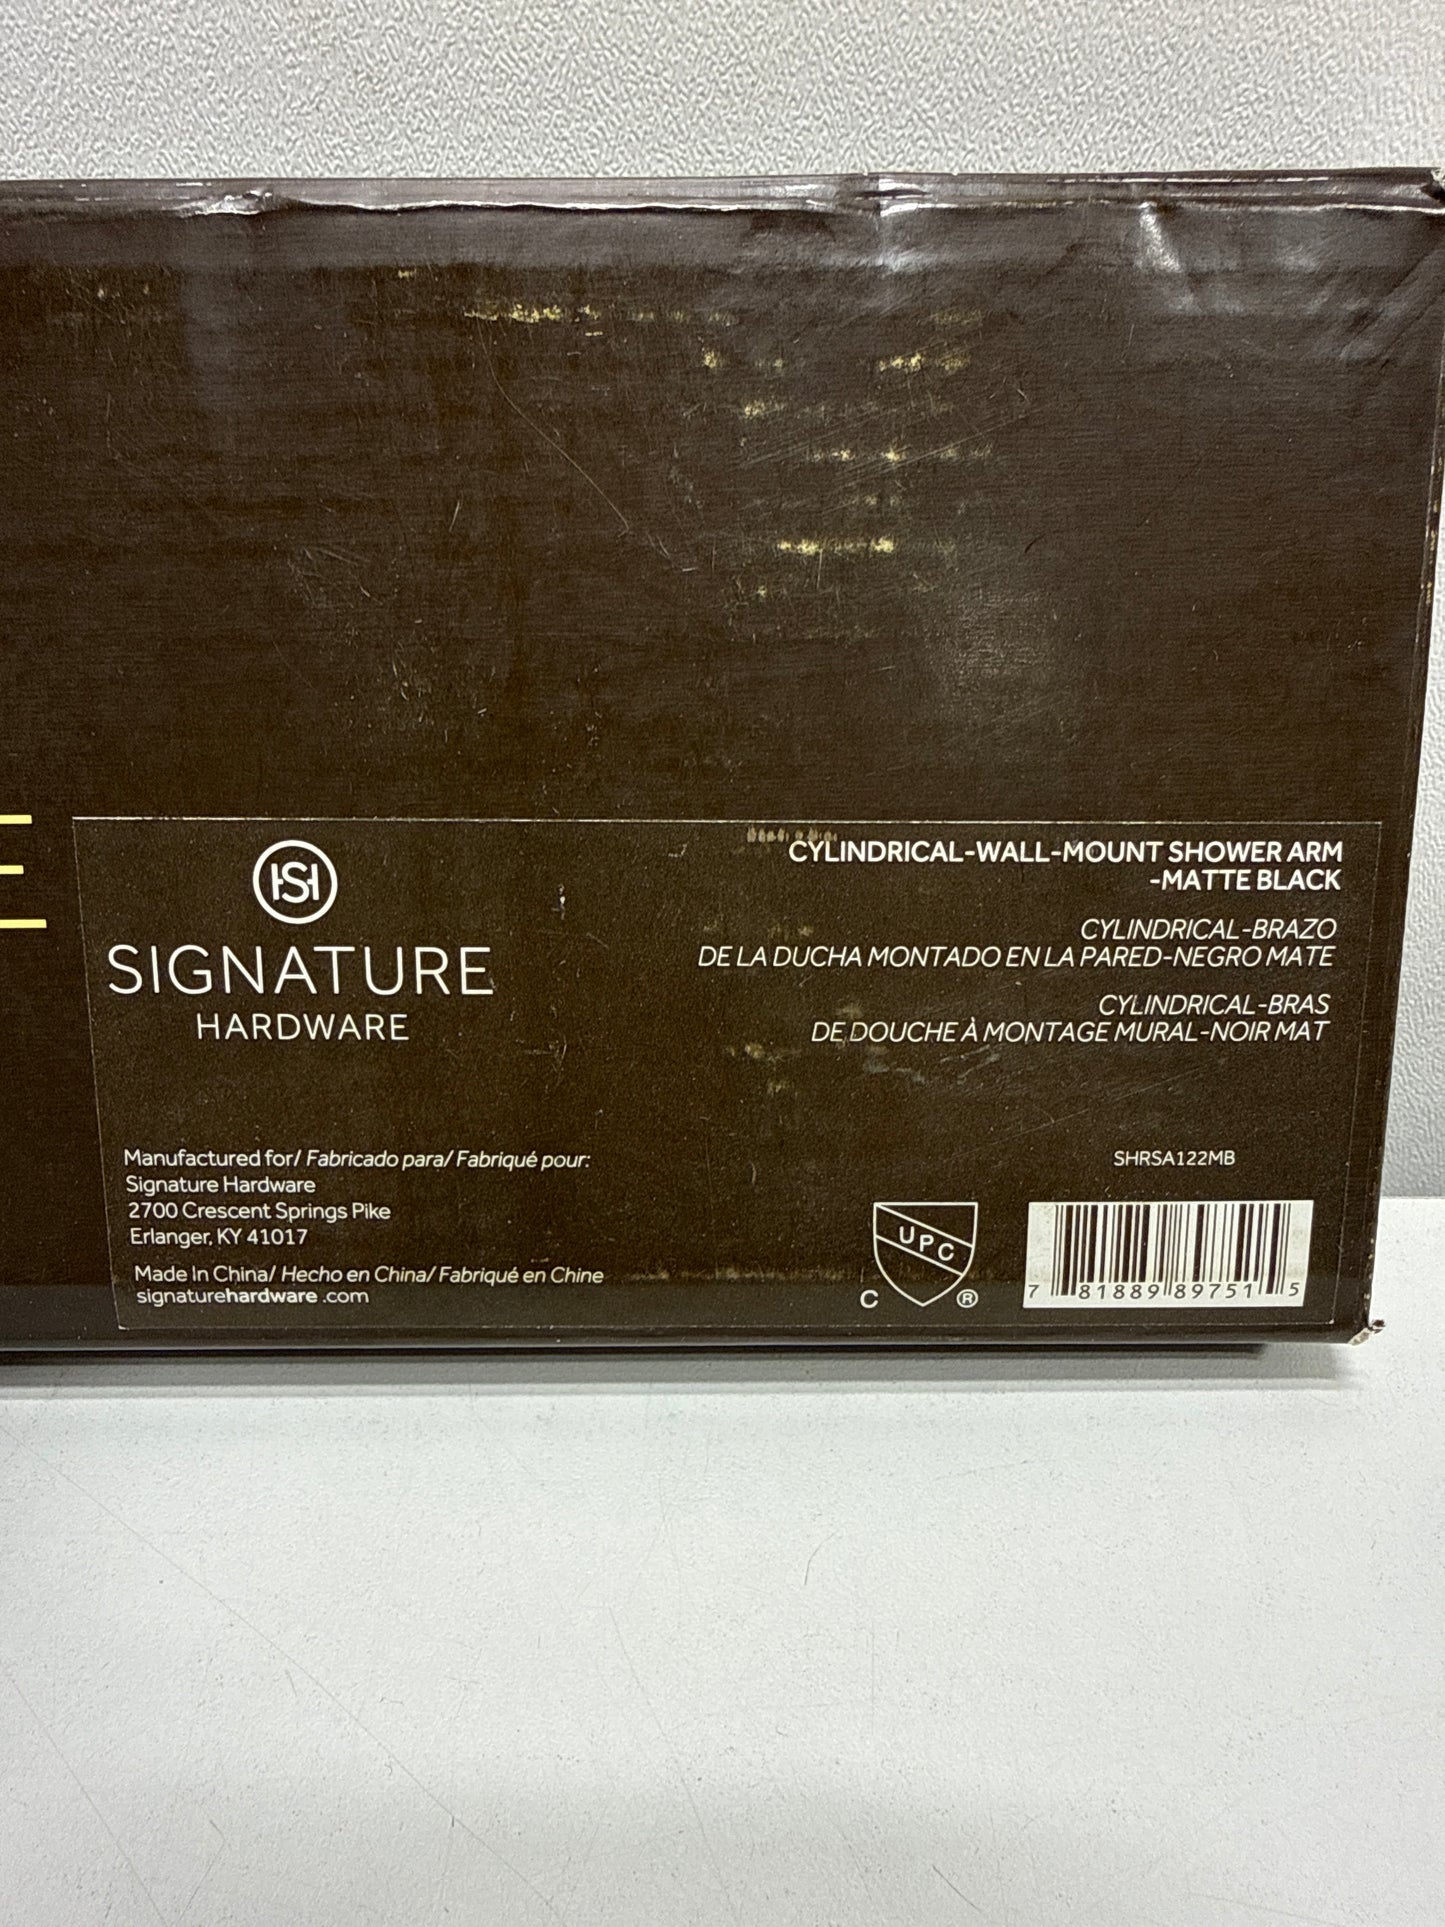 E
HS
SIGNATURE
HARDWARE
CYLINDRICAL-WALL-MOUNT SHOWER ARM
-MATTE BLACK
CYLINDRICAL-BRAZO
DE LA DUCHA MONTADO EN LA PARED-NEGRO MATE
CYLINDRICAL-BRAS
DE DOUCHE À MONTAGE MURAL-NOIR MAT
Manufactured for/ Fabricado para/ Fabriqué pour:
Signature Hardware
2700 Crescent Springs Pike
Erlanger, KY 41017
Made In China/ Hecho en China/ Fabriqué en Chine
signaturehardware .com
SHRSA122MB
UPC
C ®
7 81889 89751 5